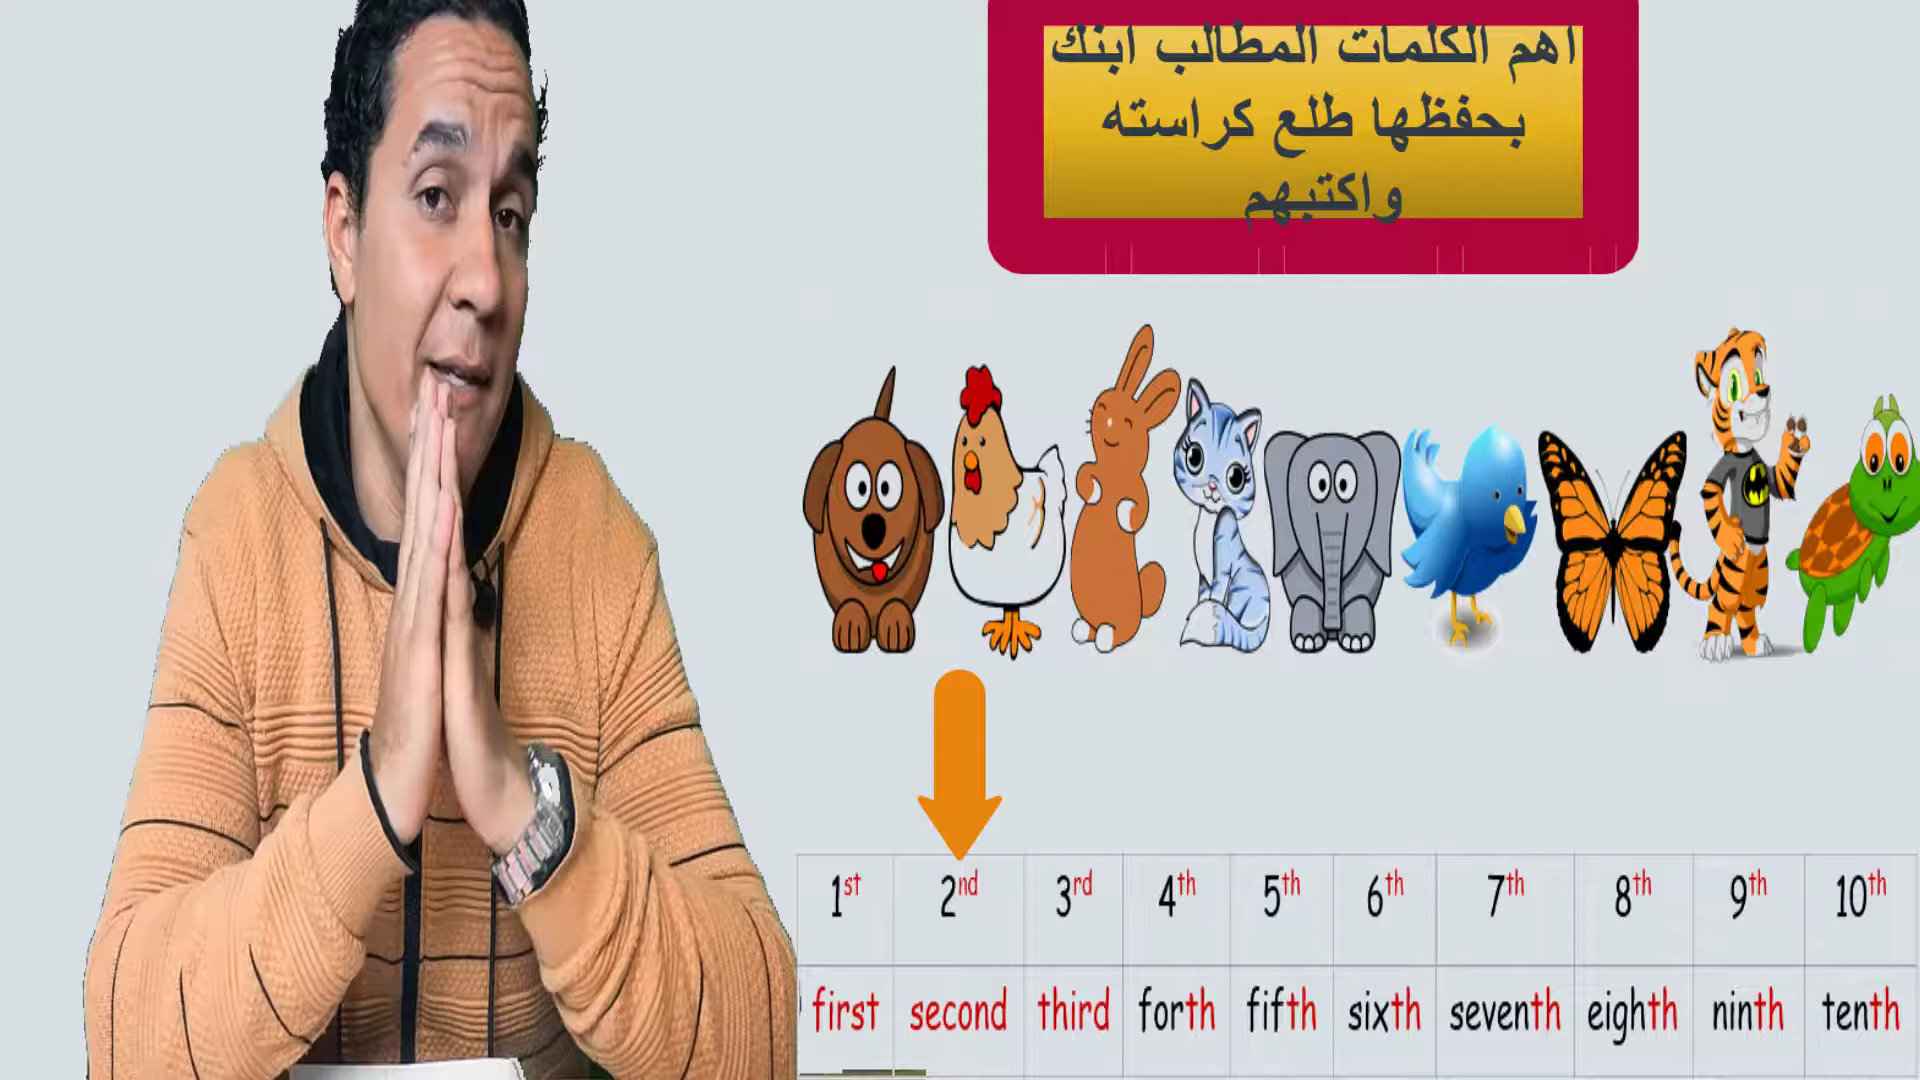 اهم الكلمات المطالب ابنك
بحفظها طلع كراسته
واكتبهم
1st 2nd 3rd 4th 5th 6th 7th 8th 9th 10th
first second third forth fifth sixth seventh eighth ninth tenth